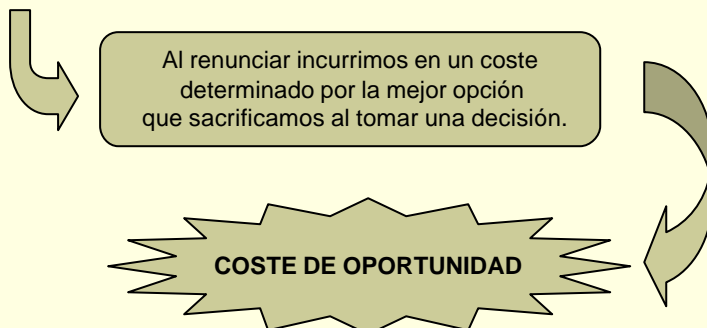 Al renunciar incurrimos en un coste
determinado por la mejor opción
que sacrificamos al tomar una decisión.
COSTE DE OPORTUNIDAD